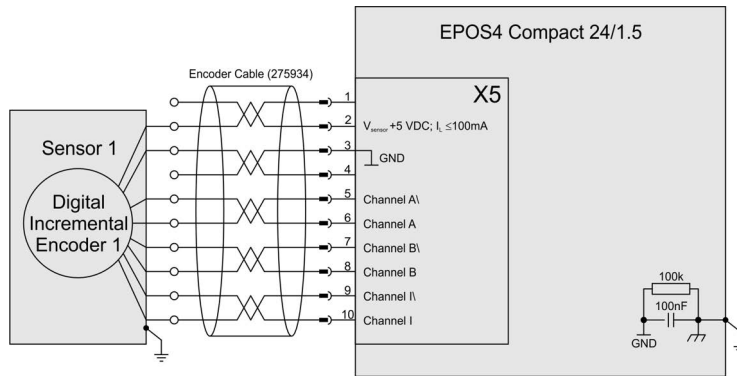 EPOS4 Compact 24/1.5
Encoder Cable (275934)
X5
1
2
Vsensor +5 VDC; IL ≤100mA
3
GND
4
5
Channel A\
6
Channel A
7
Channel B\
8
Channel B
9
Channel I\
10
Channel I
Sensor 1
Digital
Incremental
Encoder 1
100k
100nF
GND